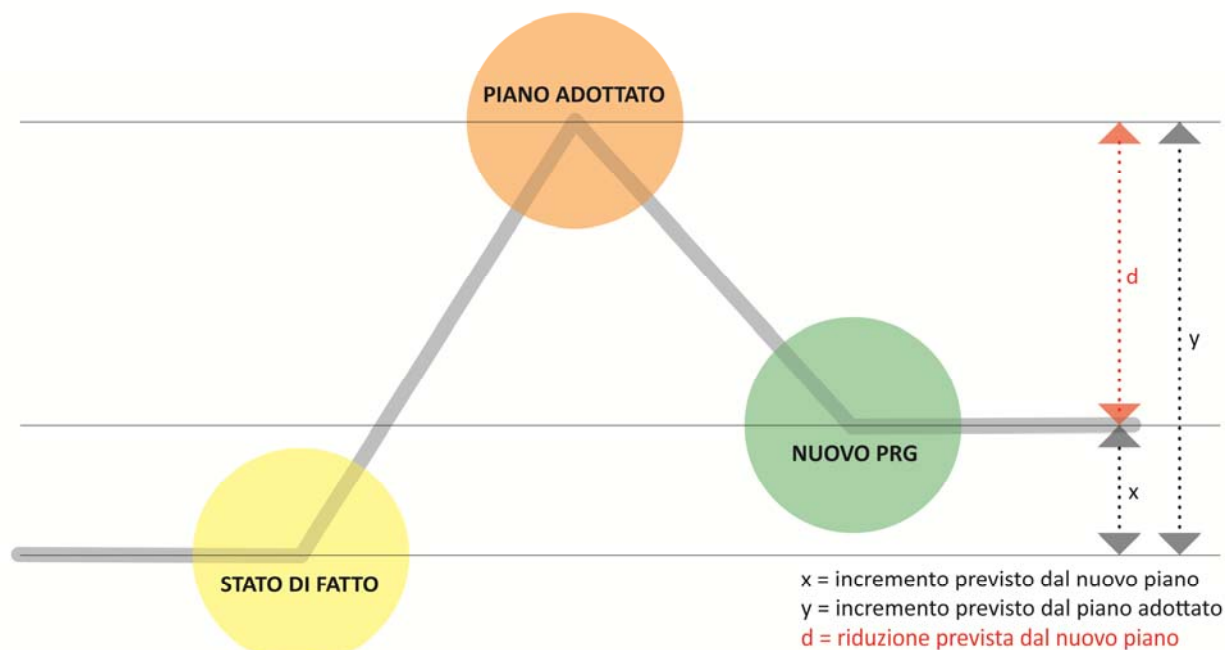 PIANO ADOTTATO
d
y
NUOVO PRG
x
STATO DI FATTO
x = incremento previsto dal nuovo piano
y = incremento previsto dal piano adottato
d = riduzione prevista dal nuovo piano